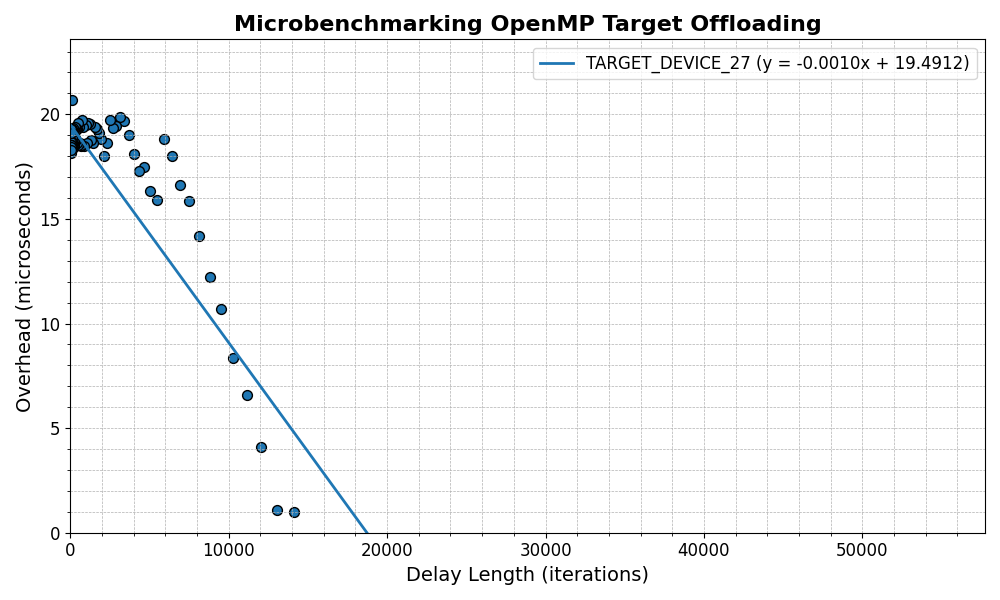 Microbenchmarking OpenMP Target Offloading
TARGET_DEVICE_27 (y = -0.0010x + 19.4912)
Overhead (microseconds)
20
15
10
5
0
0 10000 20000 30000 40000 50000
Delay Length (iterations)